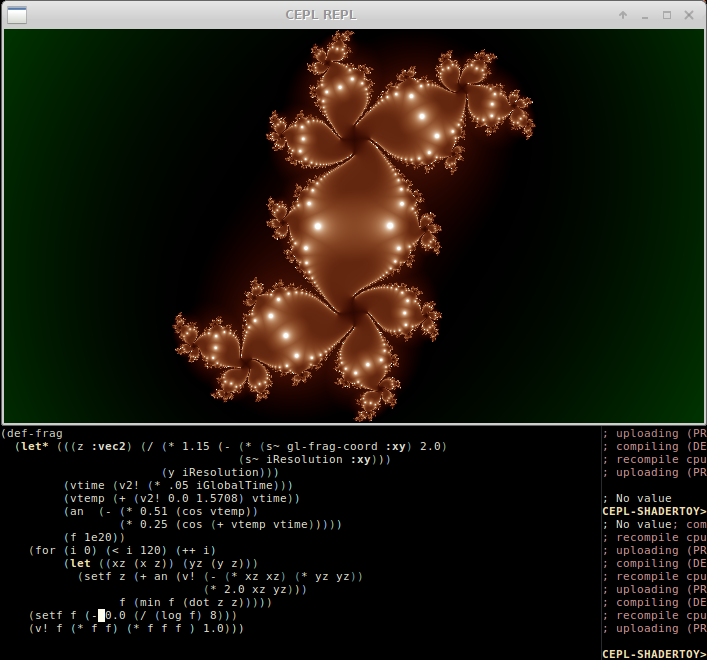 CEPL REPL
(def-frag
(let* (((z :vec2) (/ (* 1.15 (- (* (s~ gl-frag-coord :xy) 2.0)
(s~ iResolution :xy)))
(y iResolution)))
(vtime (v2! (* .05 iGlobalTime)))
(vtemp (+ (v2! 0.0 1.5708) vtime))
(an  (- (* 0.51 (cos vtemp))
(* 0.25 (cos (+ vtemp vtime)))))
(f 1e20))
(for (i 0) (< i 120) (++ i)
(let ((xz (x z)) (yz (y z)))
(setf z (+ an (v! (- (* xz xz) (* yz yz))
(* 2.0 xz yz)))
f (min f (dot z z)))))
(setf f (- 0.0 (/ (log f) 8)))
(v! f (* f f) (* f f f ) 1.0)))
; uploading (PR
; compiling (DE
; recompile cpu
; uploading (PR
; No value
CEPL-SHADERTOY>
; No value; com
; recompile cpu
; uploading (PR
; compiling (DE
; recompile cpu
; uploading (PR
; compiling (DE
; recompile cpu
; uploading (PR
CEPL-SHADERTOY>